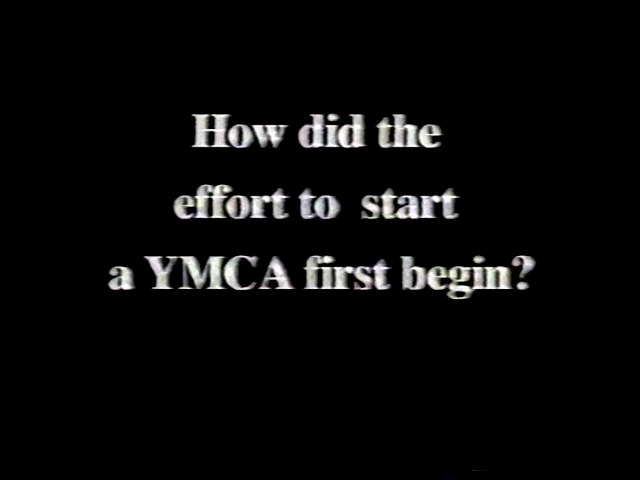 How did the
effort to start
a YMCA first begin?